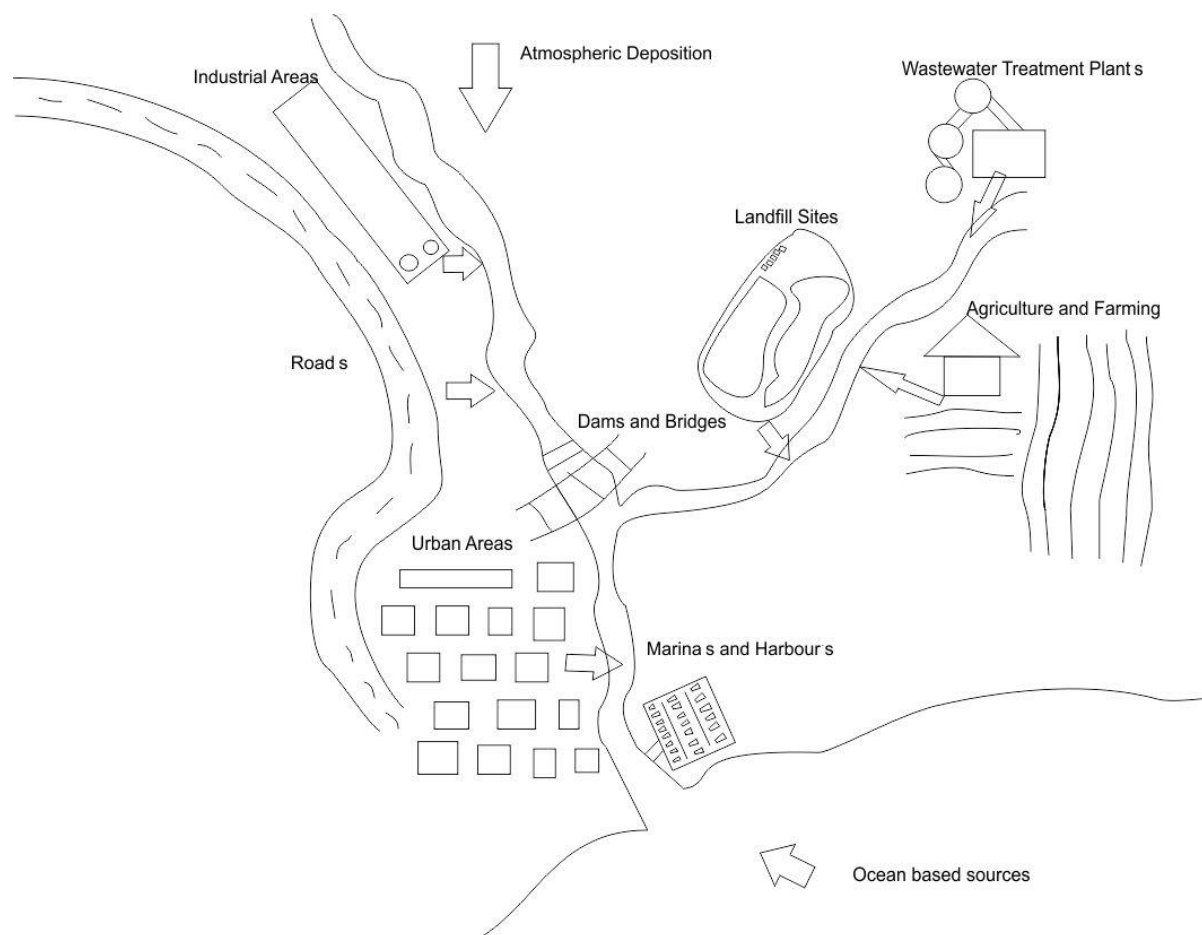 Atmospheric Deposition
Industrial Areas
Wastewater Treatment Plant s
Landfill Sites
Agriculture and Farming
Road s
Dams and Bridges
Urban Areas
Marina s and Harbour s
Ocean based sources